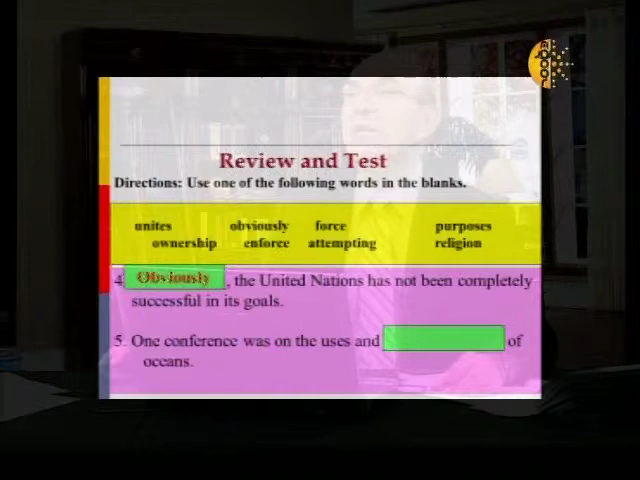 Review and Test
Directions: Use one of the following words in the blanks.
unites obviously force purposes
ownership enforce attempting religion
4. Obviously, the United Nations has not been completely
successful in its goals.
5. One conference was on the uses and of
oceans.